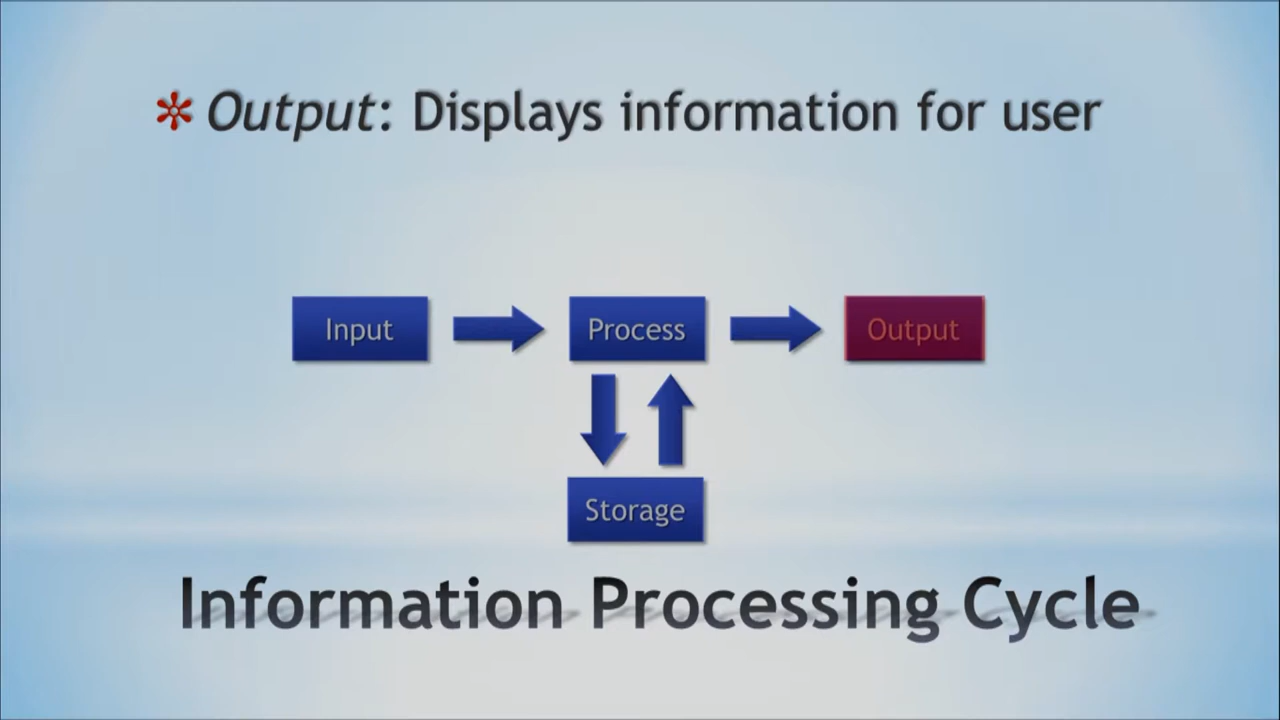 * Output: Displays information for user
Input
Process
Output
Storage
Information Processing Cycle